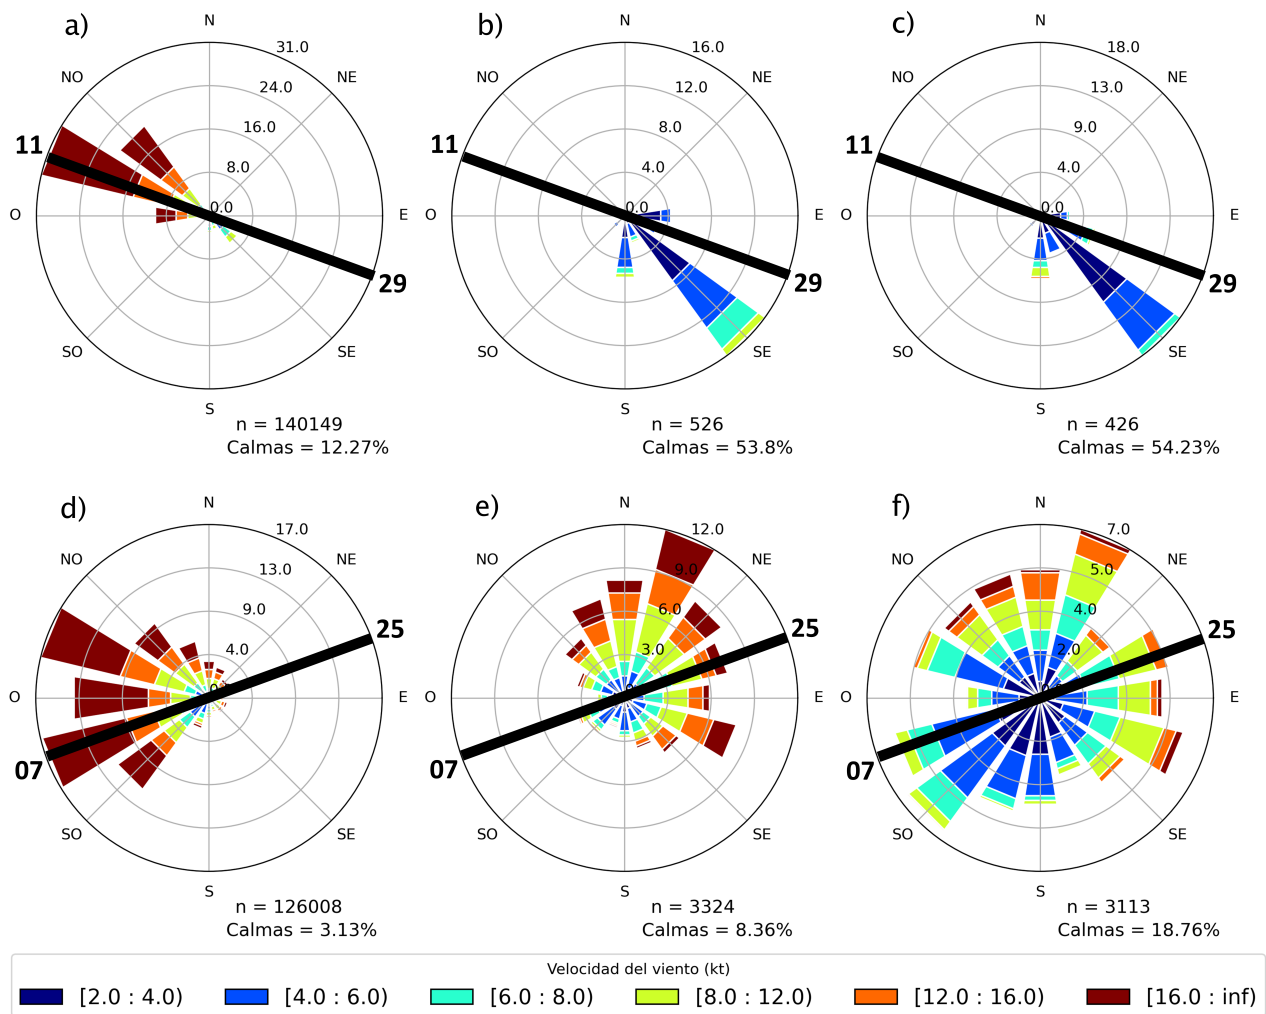 a)
N
31.0
NO
NE
24.0
11
16.0
8.0
0.0
O
E
29
SO
SE
S
n = 140149
Calmas = 12.27%
b)
N
16.0
NO
NE
12.0
11
8.0
4.0
0.0
O
E
29
SO
SE
S
n = 526
Calmas = 53.8%
c)
N
18.0
NO
NE
13.0
11
9.0
4.0
0.0
O
E
29
SO
SE
S
n = 426
Calmas = 54.23%
d)
N
17.0
NO
NE
13.0
9.0
25
4.0
O
E
07
SO
SE
S
n = 126008
Calmas = 3.13%
e)
N
12.0
NO
NE
9.0
6.0
25
3.0
O
E
07
SO
SE
S
n = 3324
Calmas = 8.36%
f)
N
7.0
NO
NE
5.0
4.0
25
2.0
O
E
07
SO
SE
S
n = 3113
Calmas = 18.76%
Velocidad del viento (kt)
[2.0 : 4.0) [4.0 : 6.0) [6.0 : 8.0) [8.0 : 12.0) [12.0 : 16.0) [16.0 : inf)